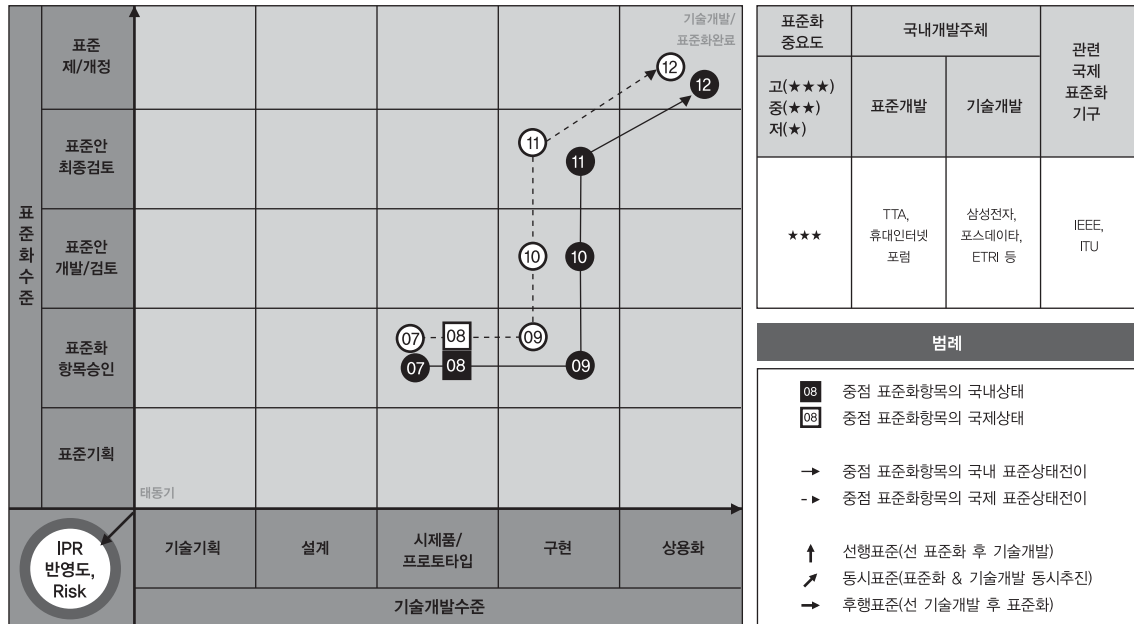 기술개발/
표준화완료
표준
제/개정
표준안
최종검토
표준안
개발/검토
표준화
항목승인
표준기획
표준화수준
12
12
11
11
10
10
07
08
09
07
08
09
태동기
IPR
반영도,
Risk
기술기획
설계
시제품/
프로토타입
구현
상용화
기술개발수준
표준화
중요도
국내개발주체
관련
국제
표준화
기구
고(★★★)
중(★★)
저(★)
표준개발
기술개발
★★★
TTA,
휴대인터넷
포럼
삼성전자,
포스데이타,
ETRI 등
IEEE,
ITU
범례
08 중점 표준화항목의 국내상태
08 중점 표준화항목의 국제상태
중점 표준화항목의 국내 표준상태전이
중점 표준화항목의 국제 표준상태전이
선행표준(선 표준화 후 기술개발)
동시표준(표준화 & 기술개발 동시추진)
후행표준(선 기술개발 후 표준화)